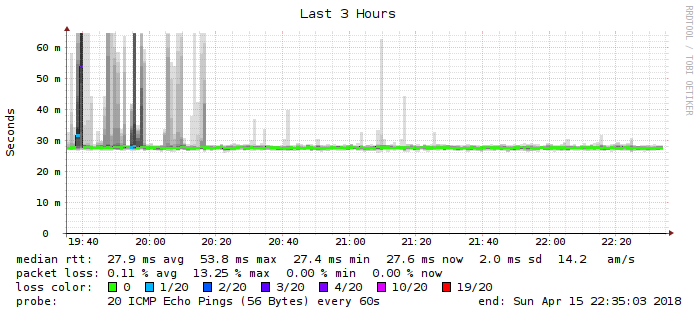 Last 3 Hours
RRDTOOL / TOBI OETIKER
Seconds
60 m
50 m
40 m
30 m
20 m
10 m
0
19:40 20:00 20:20 20:40 21:00 21:20 21:40 22:00 22:20
median rtt: 27.9 ms avg 53.8 ms max 27.4 ms min 27.6 ms now 2.0 ms sd 14.2 am/s
packet loss: 0.11 % avg 13.25 % max 0.00 % min 0.00 % now
loss color: 0 1/20 2/20 3/20 4/20 10/20 19/20
probe: 20 ICMP Echo Pings (56 Bytes) every 60s end: Sun Apr 15 22:35:03 2018